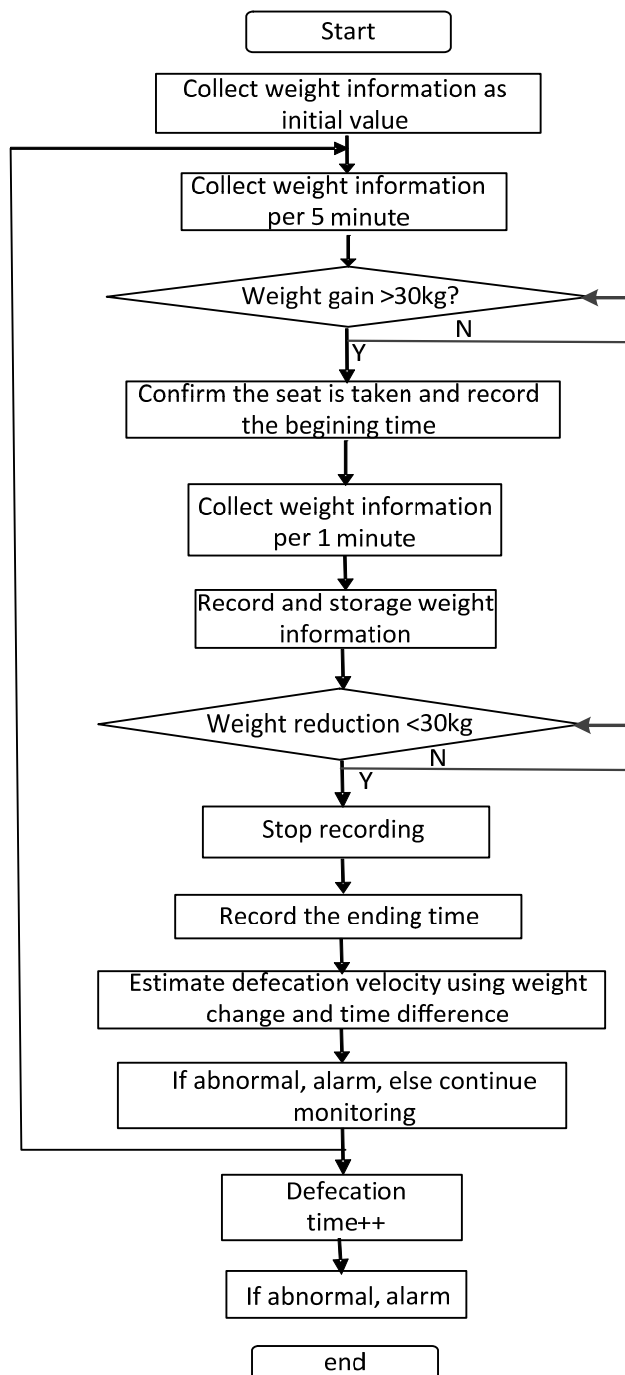 Start
Collect weight information as
initial value
Collect weight information
per 5 minute
Weight gain >30kg?
N
Y
Confirm the seat is taken and record
the begining time
Collect weight information
per 1 minute
Record and storage weight
information
Weight reduction <30kg
N
Y
Stop recording
Record the ending time
Estimate defecation velocity using weight
change and time difference
If abnormal, alarm, else continue
monitoring
Defecation
time++
If abnormal, alarm
end